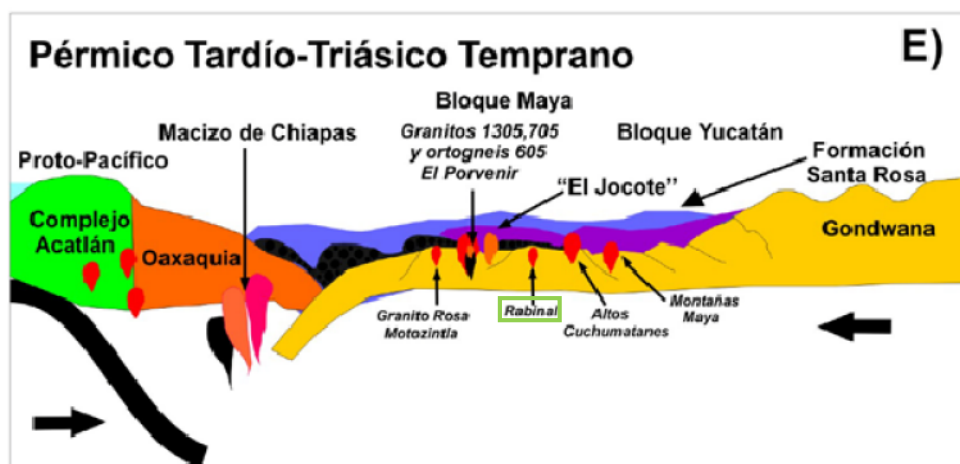 Pérmico Tardío-Triásico Temprano
E)
Bloque Maya
Granitos 1305,705
y ortogneis 605
El Porvenir
Macizo de Chiapas
Bloque Yucatán
Formación
Santa Rosa
Proto-Pacífico
"El Jocote"
Complejo
Acatlán
Oaxaquia
Gondwana
Granito Rosa
Motozintla
Rabinal
Altos
Cuchumatanes
Montañas
Maya